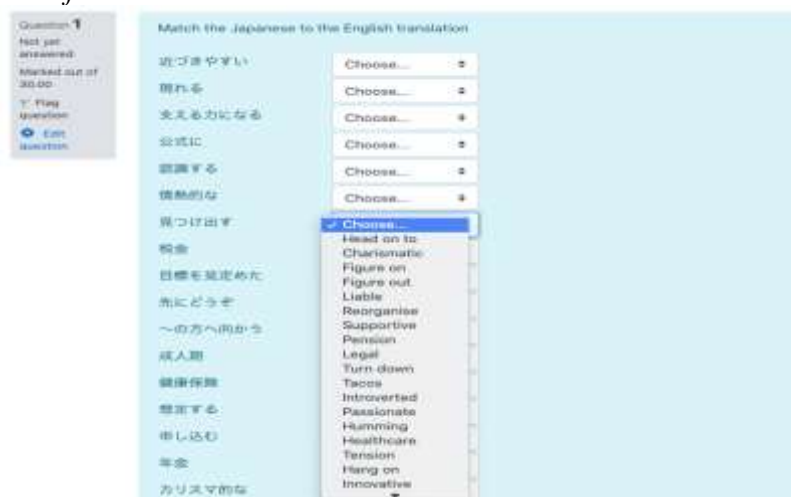 Question 1
Not yet answered
Marked out of 30.00
Flag question
Edit question
Match the Japanese to the English translation
近づきやすい
Choose...
現れる
Choose...
支える力になる
Choose...
公式に
Choose...
認識する
Choose...
情熱的な
Choose...
見つけ出す
Choose...
Head on to
Charismatic
Figure on
Figure out
Liable
Reorganise
Supportive
Pension
Legal
Turn down
Tacos
Introverted
Passionate
Humming
Healthcare
Tension
Hang on
Innovative
税金
目標を見定めた
先にどうぞ
〜の方へ向かう
成人期
健康保険
想定する
申し込む
年金
カリスマ的な